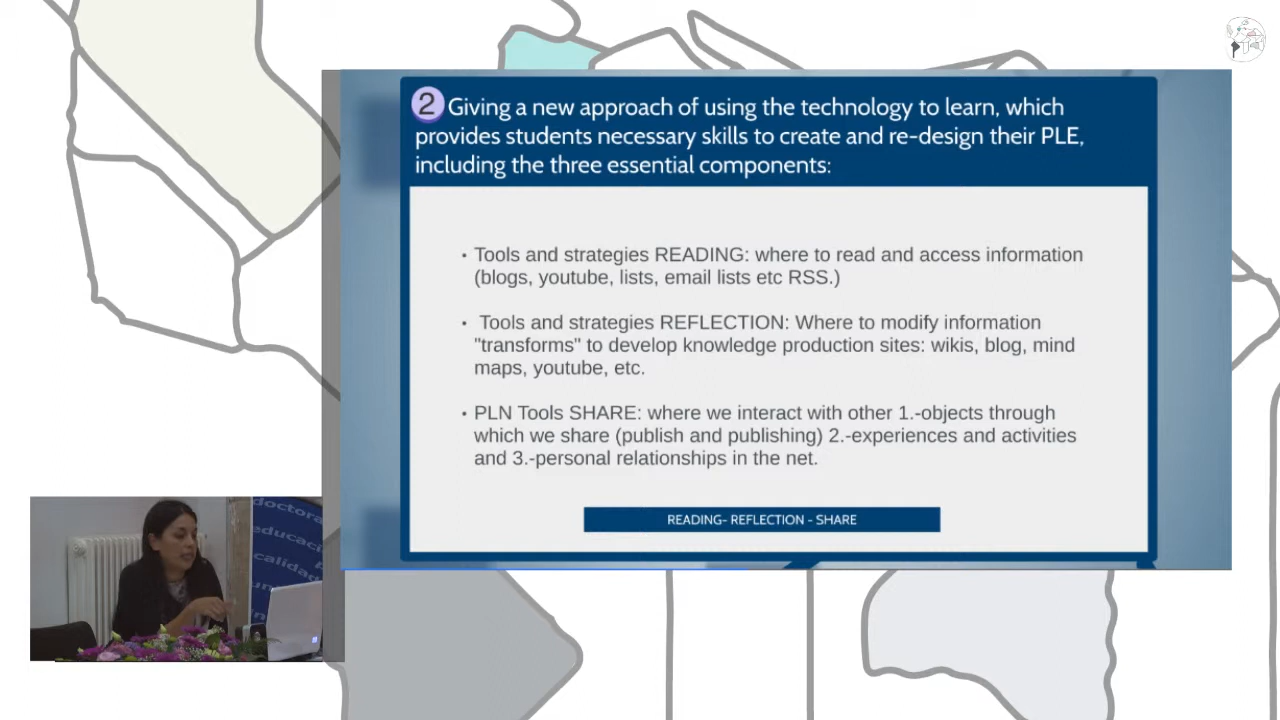 2 Giving a new approach of using the technology to learn, which
provides students necessary skills to create and re-design their PLE,
including the three essential components:
• Tools and strategies READING: where to read and access information
(blogs, youtube, lists, email lists etc RSS.)
• Tools and strategies REFLECTION: Where to modify information
"transforms" to develop knowledge production sites: wikis, blog, mind
maps, youtube, etc.
• PLN Tools SHARE: where we interact with other 1.-objects through
which we share (publish and publishing) 2.-experiences and activities
and 3.-personal relationships in the net.
READING- REFLECTION - SHARE
doctora
educaci
calida